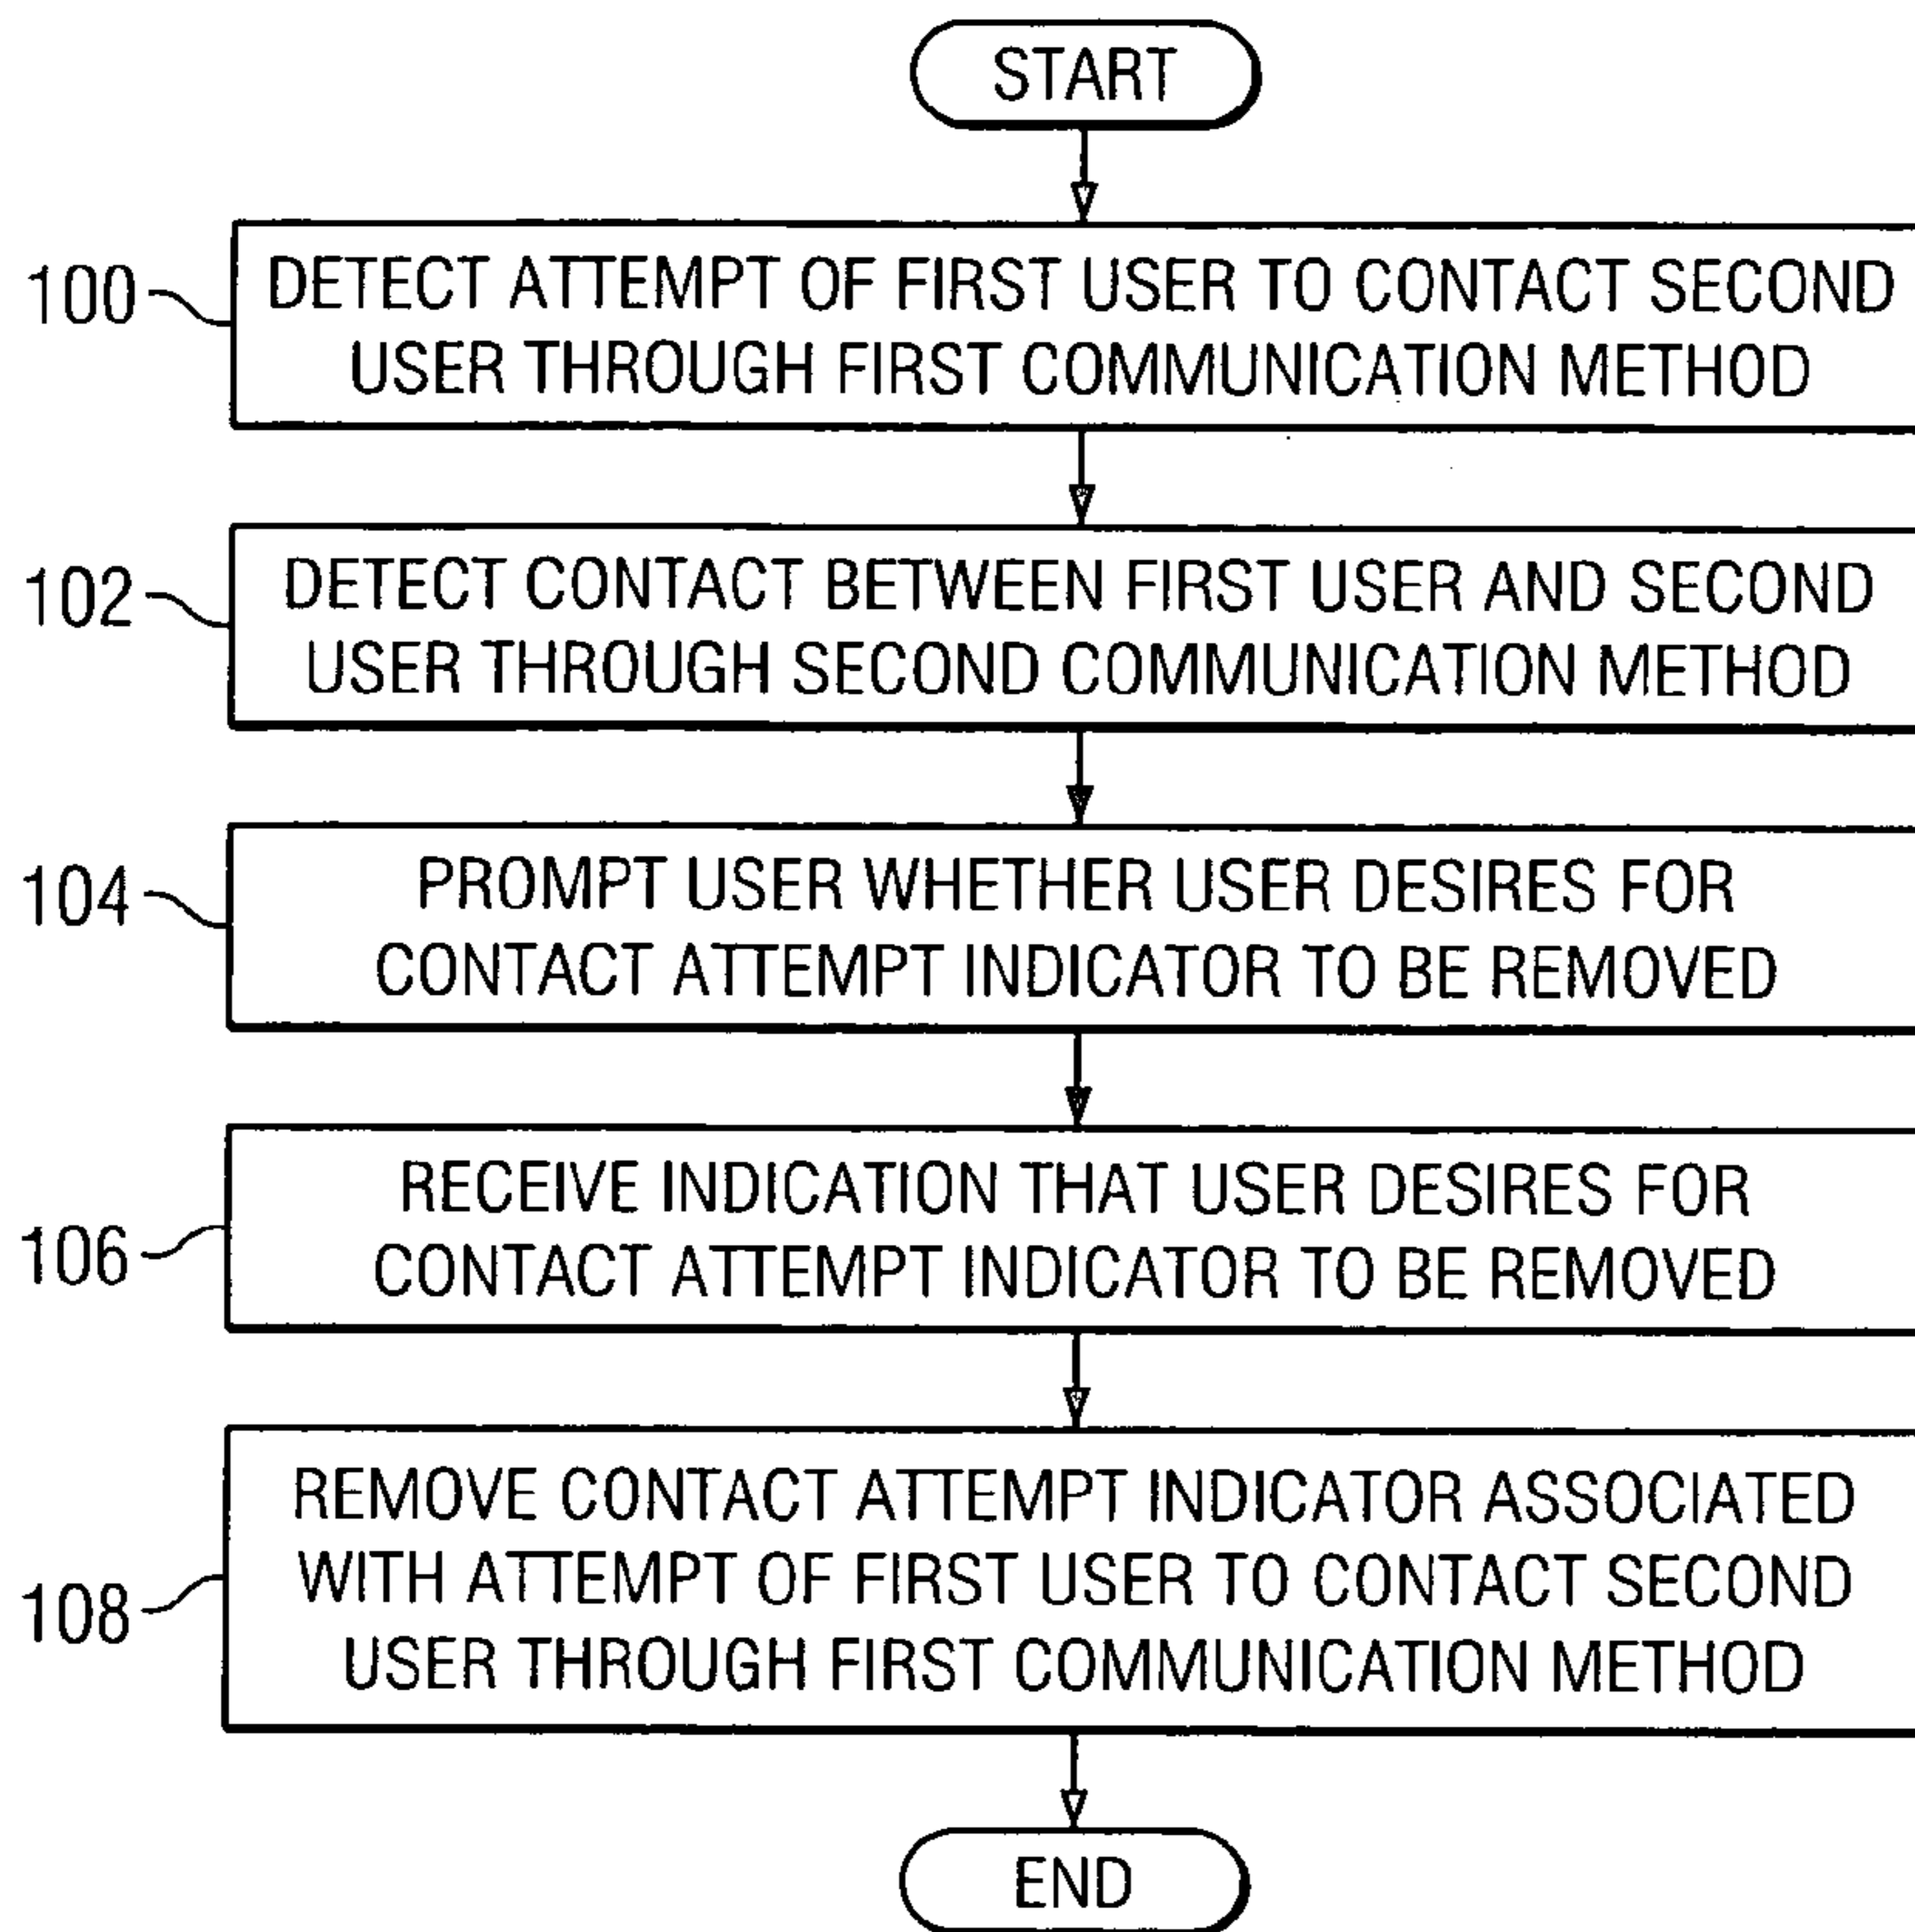 START
100
DETECT ATTEMPT OF FIRST USER TO CONTACT SECOND
USER THROUGH FIRST COMMUNICATION METHOD
102
DETECT CONTACT BETWEEN FIRST USER AND SECOND
USER THROUGH SECOND COMMUNICATION METHOD
104
PROMPT USER WHETHER USER DESIRES FOR
CONTACT ATTEMPT INDICATOR TO BE REMOVED
106
RECEIVE INDICATION THAT USER DESIRES FOR
CONTACT ATTEMPT INDICATOR TO BE REMOVED
108
REMOVE CONTACT ATTEMPT INDICATOR ASSOCIATED
WITH ATTEMPT OF FIRST USER TO CONTACT SECOND
USER THROUGH FIRST COMMUNICATION METHOD
END